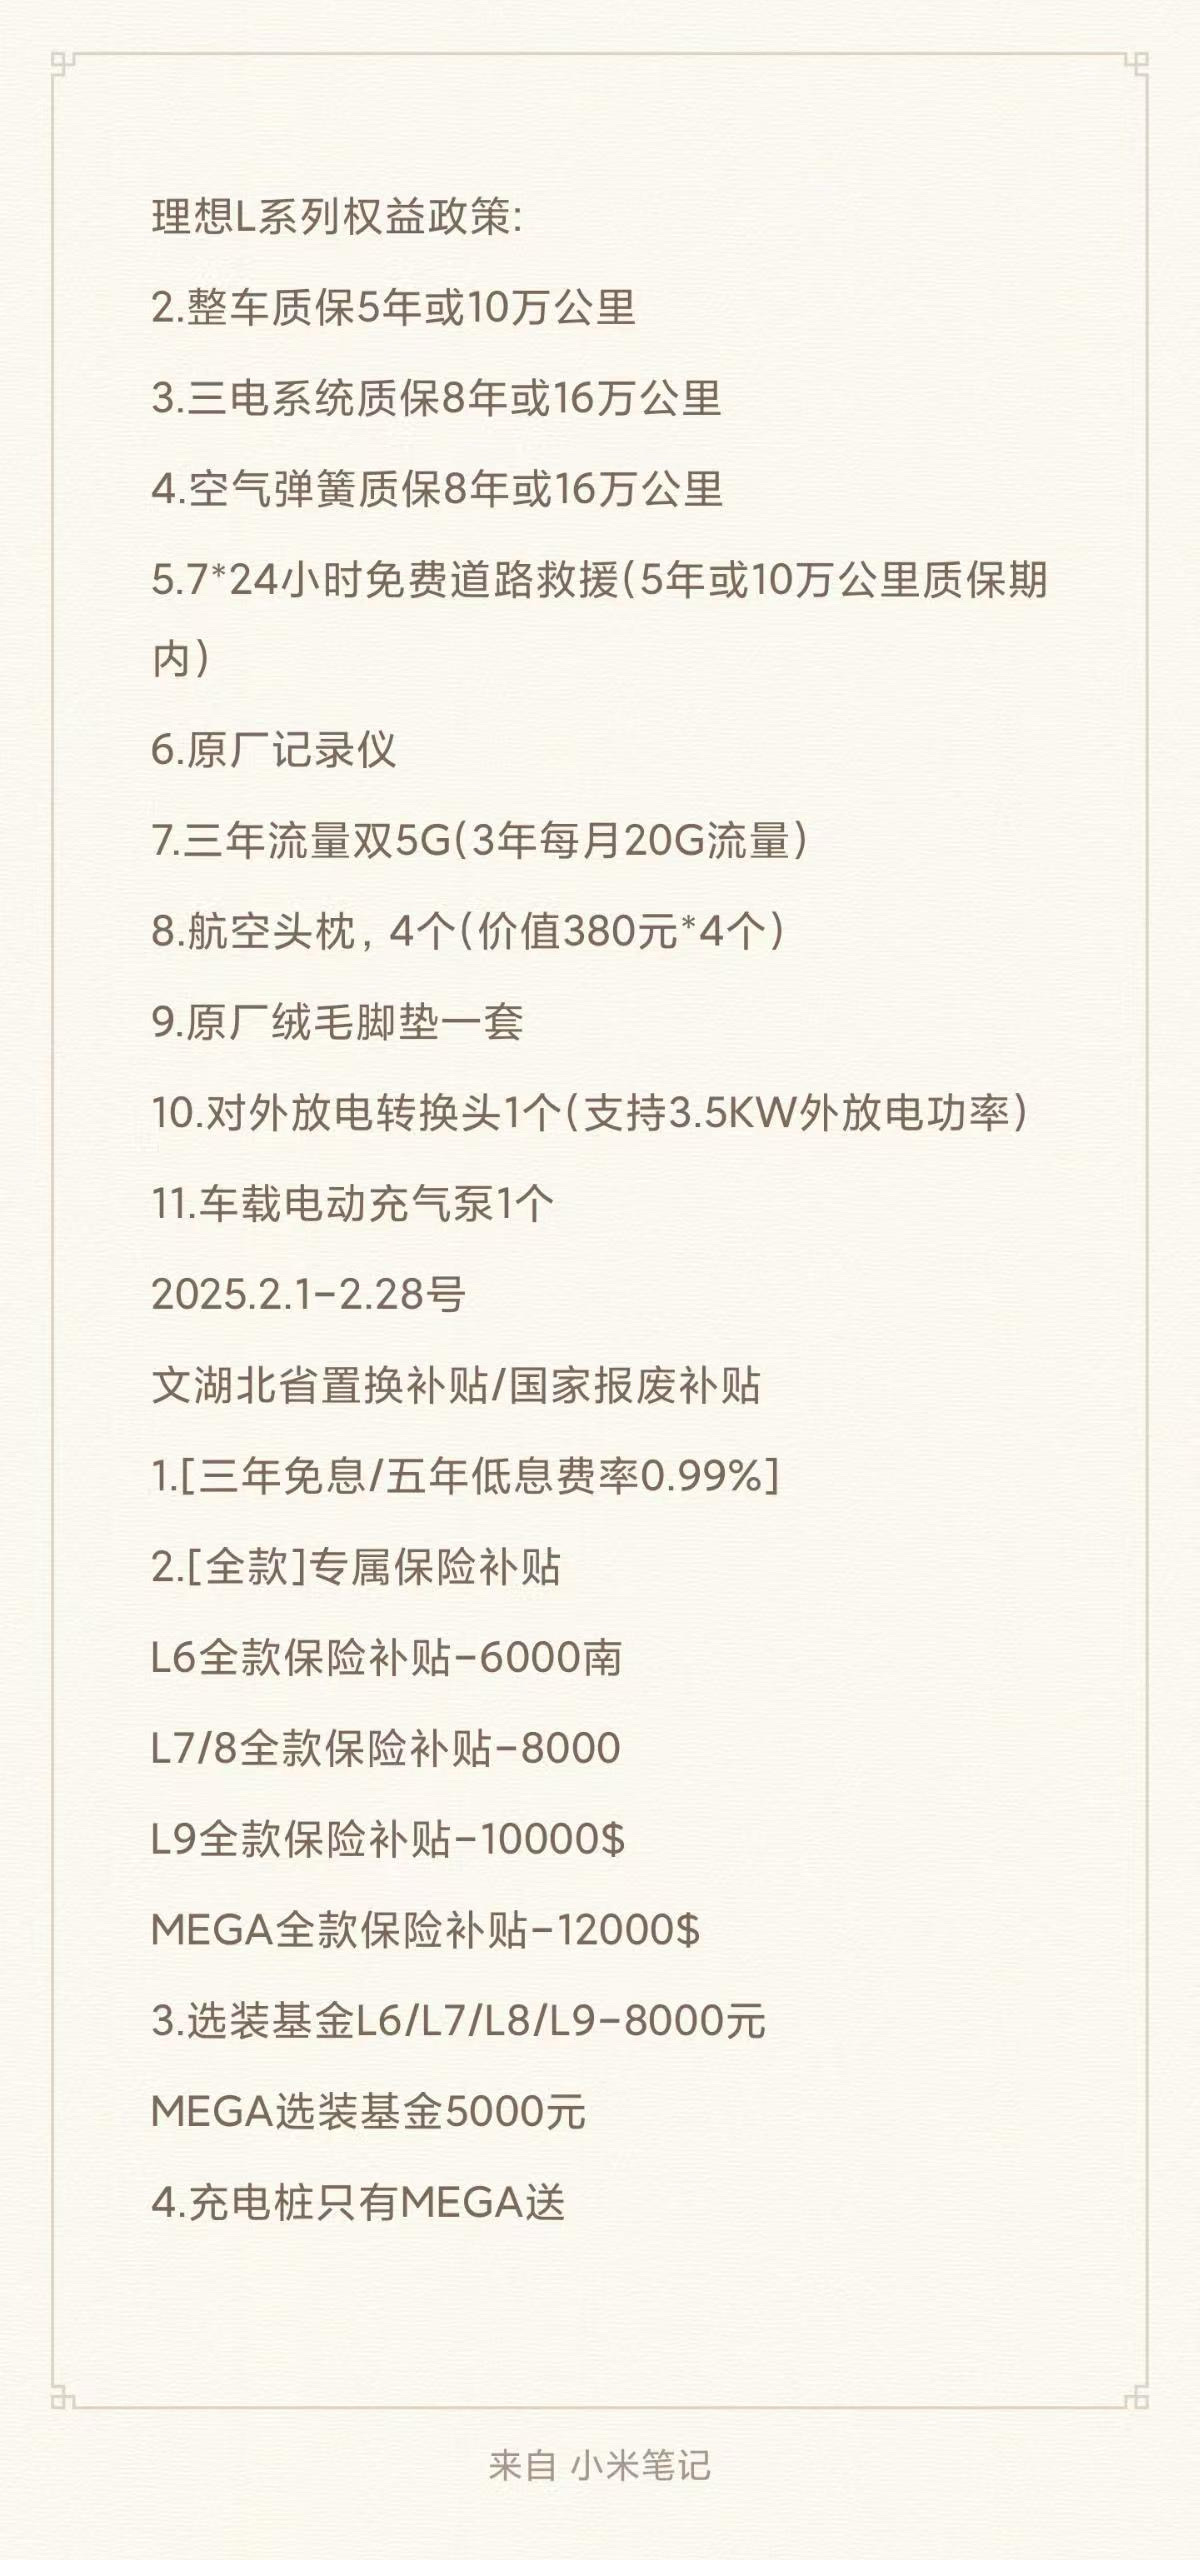 理想L系列权益政策:
2.整车质保5年或10万公里
3.三电系统质保8年或16万公里
4.空气弹簧质保8年或16万公里
5.7*24小时免费道路救援(5年或10万公里质保期
内)
6.原厂记录仪
7.三年流量双5G(3年每月20G流量)
8.航空头枕, 4个(价值380元*4个)
9.原厂绒毛脚垫一套
10.对外放电转换头1个(支持3.5KW外放电功率)
11.车载电动充气泵1个
2025.2.1-2.28号
文湖北省置换补贴/国家报废补贴
1.[三年免息/五年低息费率0.99%]
2.[全款]专属保险补贴
L6全款保险补贴-6000南
L7/8全款保险补贴-8000
L9全款保险补贴-10000$
MEGA全款保险补贴-12000$
3.选装基金L6/L7/L8/L9-8000元
MEGA选装基金5000元
4.充电桩只有MEGA送
来自 小米笔记